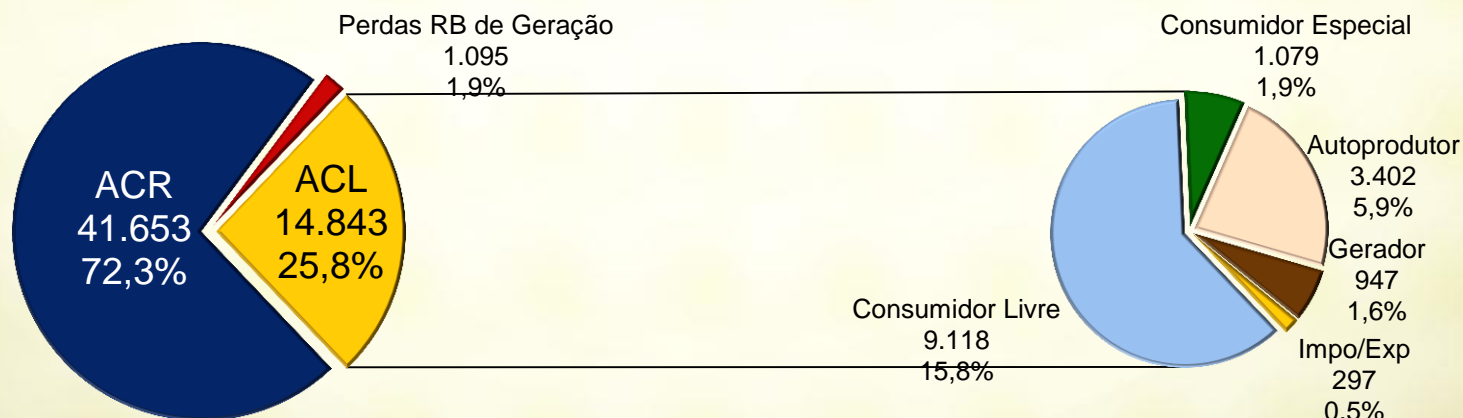 Perdas RB de Geração
1.095
1,9%
ACR
41.653
72,3%
ACL
14.843
25,8%
Consumidor Especial
1.079
1,9%
Autoprodutor
3.402
5,9%
Gerador
947
1,6%
Impo/Exp
297
0,5%
Consumidor Livre
9.118
15,8%